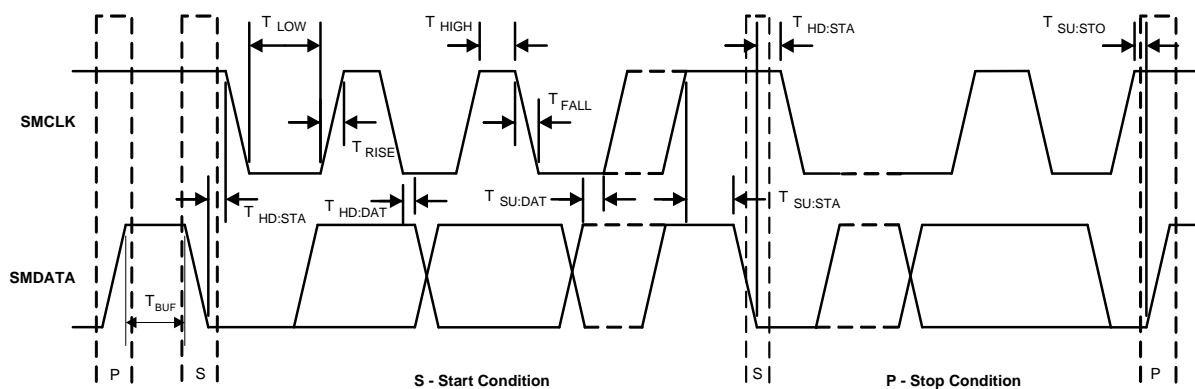 T LOW
T HIGH
T HD:STA
T SU:STO
SMCLK
T FALL
T RISE
T HD:STA
T HD:DAT
T SU:DAT
T SU:STA
SMDATA
T BUF
P
S
S - Start Condition
S
P - Stop Condition
P